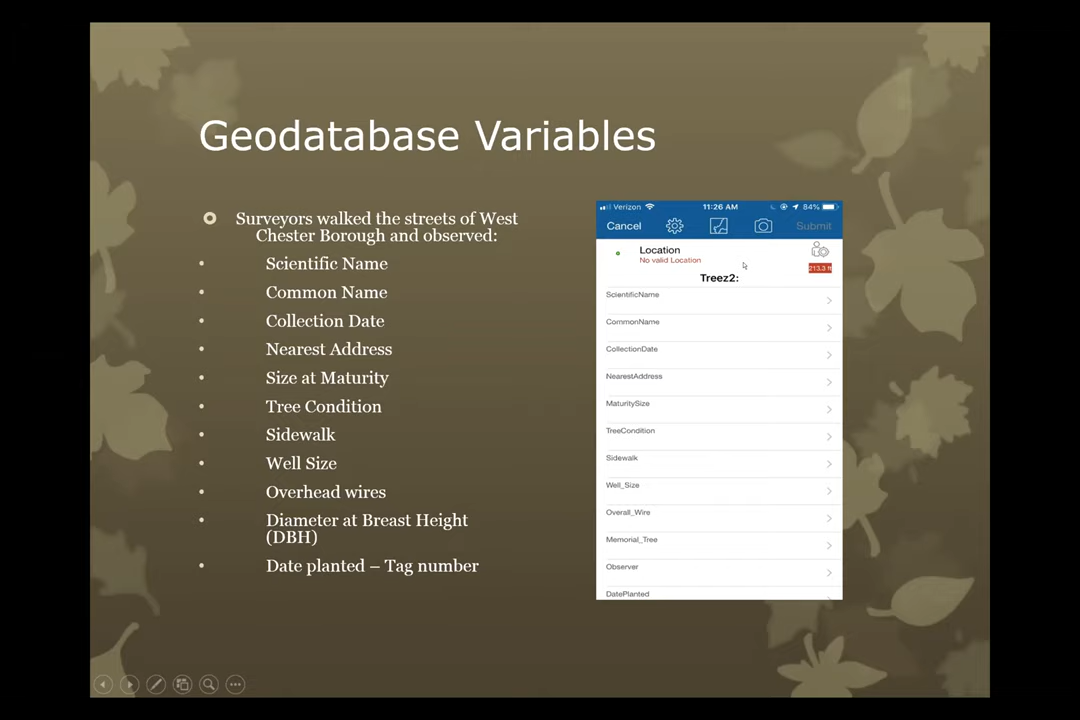 Geodatabase Variables
Surveyors walked the streets of West
Chester Borough and observed:
Scientific Name
Common Name
Collection Date
Nearest Address
Size at Maturity
Tree Condition
Sidewalk
Well Size
Overhead wires
Diameter at Breast Height
(DBH)
Date planted – Tag number
Verizon 11:26 AM 84%
Cancel Submit
Location
No valid Location
213.3 ft
Treez2:
ScientificName
CommonName
CollectionDate
NearestAddress
MaturitySize
TreeCondition
Sidewalk
Well_Size
Overall_Wire
Memorial_Tree
Observer
DatePlanted